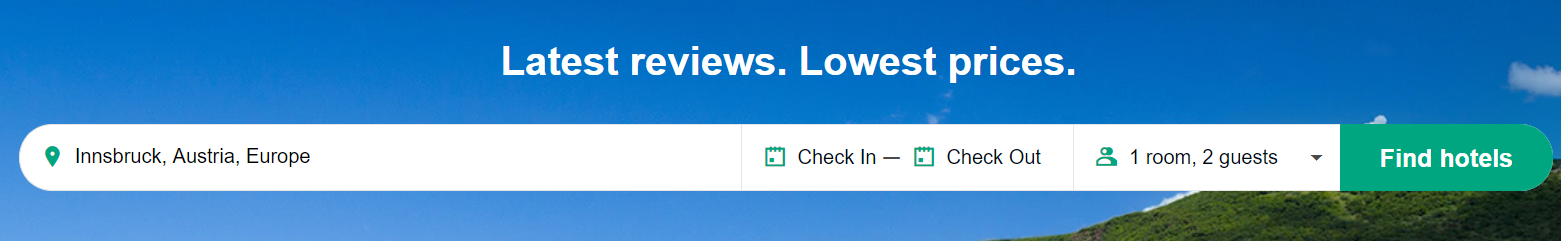 Latest reviews. Lowest prices.
Innsbruck, Austria, Europe
Check In — Check Out
1 room, 2 guests
Find hotels